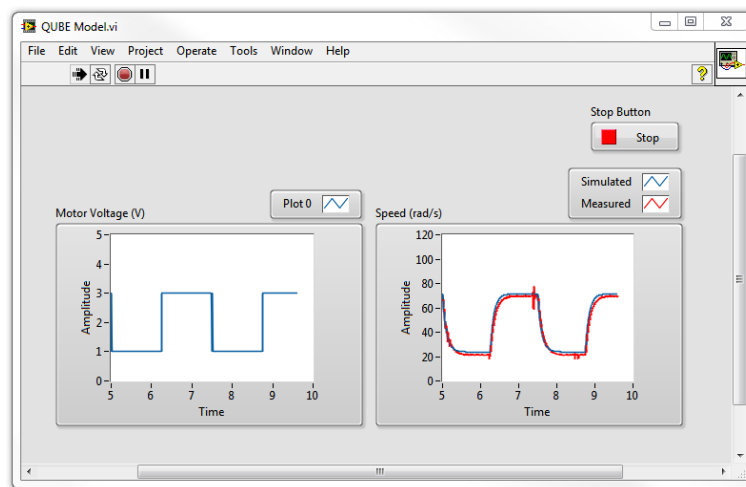 QUBE Model.vi
File Edit View Project Operate Tools Window Help
?
Stop Button
Stop
Simulated
Measured
Plot 0
Motor Voltage (V)
Speed (rad/s)
Amplitude
5
4
3
2
1
0
5 6 7 8 9 10
Time
Amplitude
120
100
80
60
40
20
0
5 6 7 8 9 10
Time